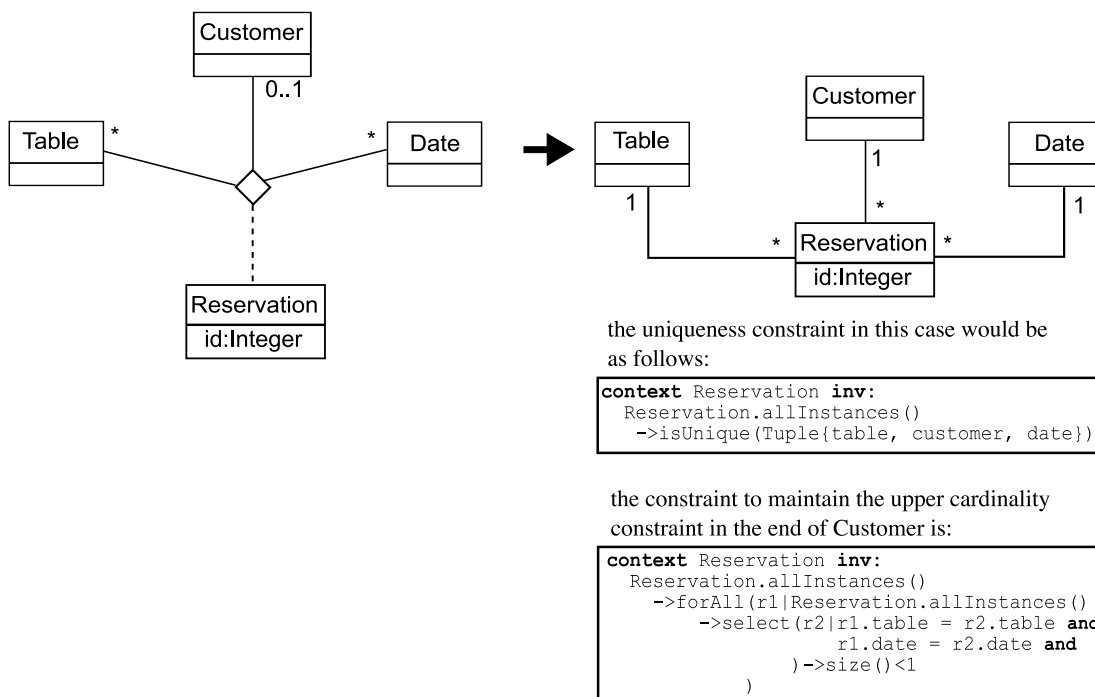 Customer
0..1
Table
*
*
Date
Reservation
id:Integer
Customer
1
Table
1
Date
1
*
*
*
Reservation
id:Integer
the uniqueness constraint in this case would be
as follows:
context Reservation inv:
Reservation.allInstances()
->isUnique(Tuple{table, customer, date})
the constraint to maintain the upper cardinality
constraint in the end of Customer is:
context Reservation inv:
Reservation.allInstances()
->forAll(r1|Reservation.allInstances()
->select(r2|r1.table = r2.table and
r1.date = r2.date and
)->size()<1
)